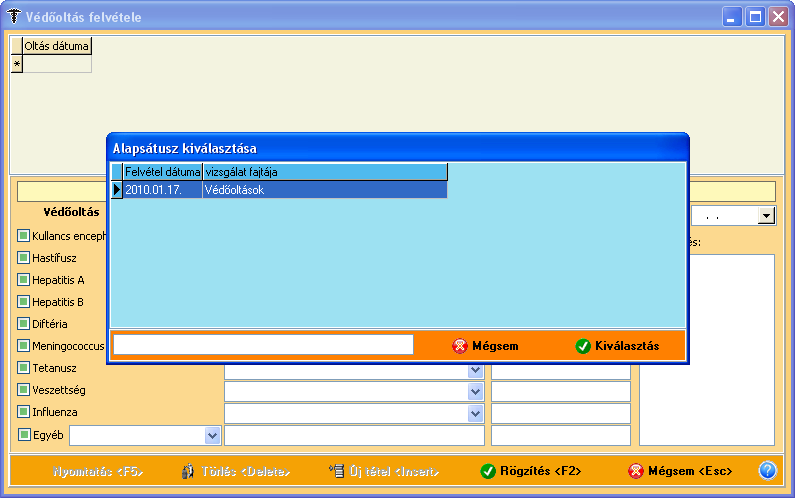 Védőoltás felvétele
Oltás dátuma
*
Alapsátusz kiválasztása
Felvétel dátuma vizsgálat fajtája
2010.01.17. Védőoltások
Mégsem Kiválasztás
Védőoltás
. .
Kullancs enceph
Hastífusz
Hepatitis A
Hepatitis B
Diftéria
Meningococcus
Tetanusz
Veszettség
Influenza
Egyéb
s:
Nyomtatás <F5> Törlés <Delete> Új tétel <Insert> Rögzítés <F2> Mégsem <Esc> ?